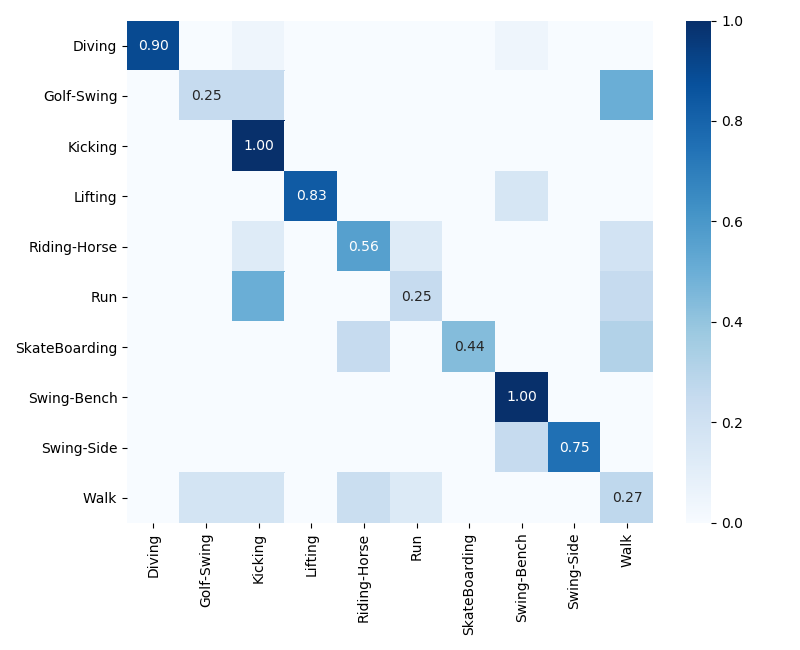 Diving 0.90
Golf-Swing 0.25
Kicking 1.00
Lifting 0.83
Riding-Horse 0.56
Run 0.25
SkateBoarding 0.44
Swing-Bench 1.00
Swing-Side 0.75
Walk 0.27
Diving Golf-Swing Kicking Lifting Riding-Horse Run SkateBoarding Swing-Bench Swing-Side Walk
1.0
0.8
0.6
0.4
0.2
0.0